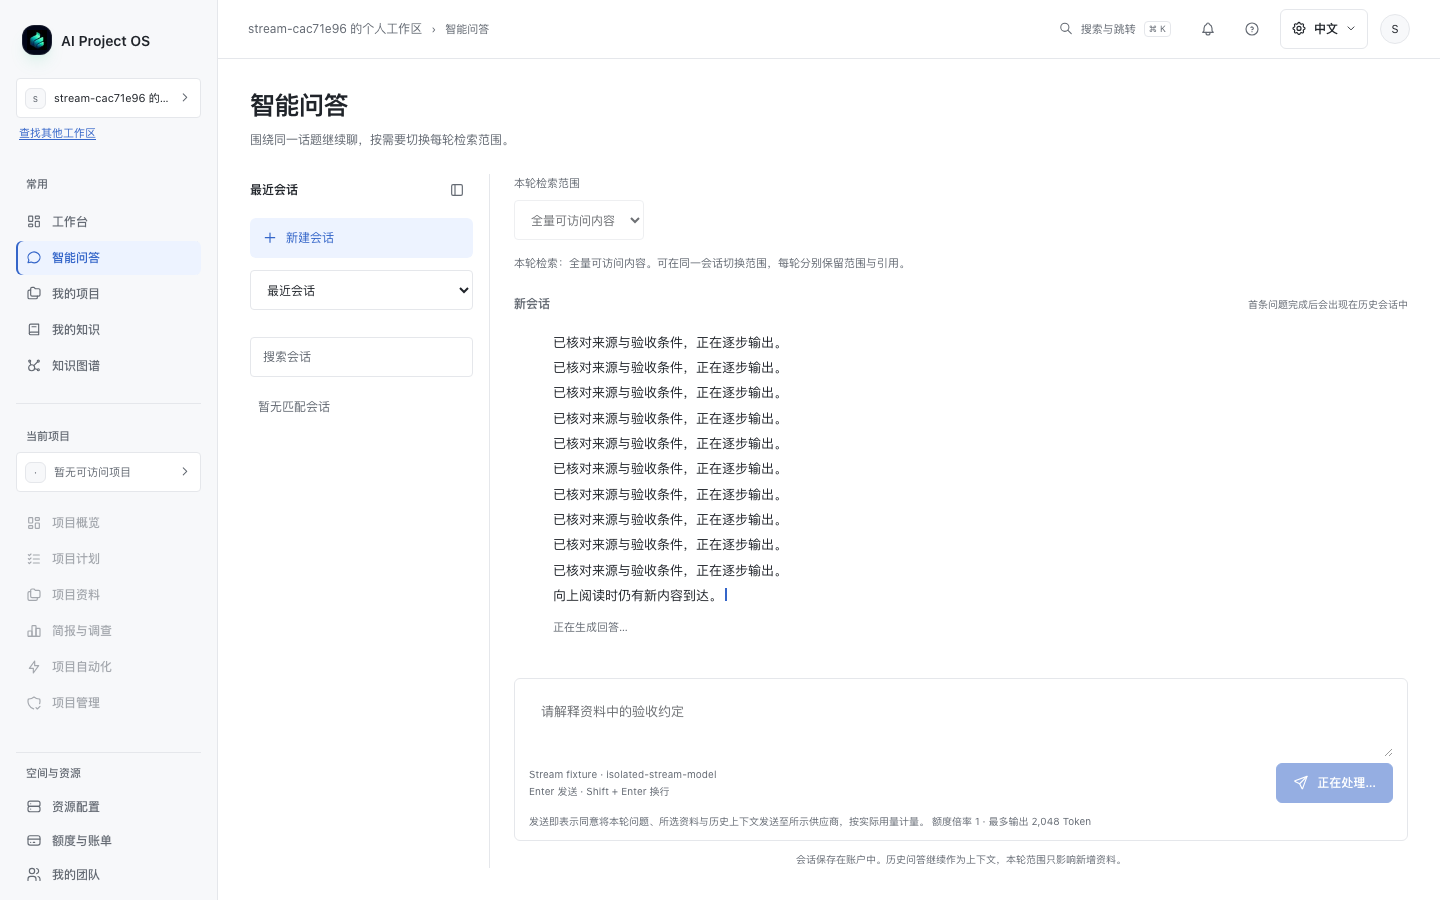 AI Project OS
s
stream-cac71e96 的...
查找其他工作区
常用
工作台
智能问答
我的项目
我的知识
知识图谱
当前项目
·
暂无可访问项目
项目概览
项目计划
项目资料
简报与调查
项目自动化
项目管理
空间与资源
资源配置
额度与账单
我的团队
stream-cac71e96 的个人工作区 › 智能问答
搜索与跳转 ⌘ K
中文
S
智能问答
围绕同一话题继续聊，按需要切换每轮检索范围。
最近会话
新建会话
最近会话
搜索会话
暂无匹配会话
本轮检索范围
全量可访问内容
本轮检索：全量可访问内容。可在同一会话切换范围，每轮分别保留范围与引用。
新会话
首条问题完成后会出现在历史会话中
已核对来源与验收条件，正在逐步输出。
已核对来源与验收条件，正在逐步输出。
已核对来源与验收条件，正在逐步输出。
已核对来源与验收条件，正在逐步输出。
已核对来源与验收条件，正在逐步输出。
已核对来源与验收条件，正在逐步输出。
已核对来源与验收条件，正在逐步输出。
已核对来源与验收条件，正在逐步输出。
已核对来源与验收条件，正在逐步输出。
已核对来源与验收条件，正在逐步输出。
向上阅读时仍有新内容到达。
正在生成回答...
请解释资料中的验收约定
Stream fixture · isolated-stream-model
Enter 发送 · Shift + Enter 换行
正在处理...
发送即表示同意将本轮问题、所选资料与历史上下文发送至所示供应商，按实际用量计量。 额度倍率 1 · 最多输出 2,048 Token
会话保存在账户中。历史问答继续作为上下文，本轮范围只影响新增资料。